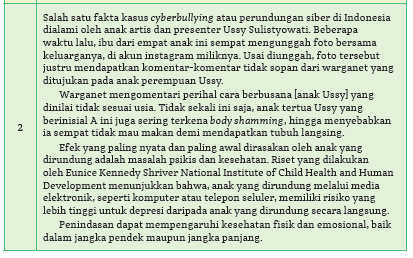 Salah satu fakta kasus cyberbullying atau perundungan siber di Indonesia
dialami oleh anak artis dan presenter Ussy Sulistyowati. Beberapa
waktu lalu, ibu dari empat anak ini sempat mengunggah foto bersama
keluarganya, di akun instagram miliknya. Usai diunggah, foto tersebut
justru mendapatkan komentar-komentar tidak sopan dari warganet yang
ditujukan pada anak perempuan Ussy.
Warganet mengomentari perihal cara berbusana [anak Ussy] yang
dinilai tidak sesuai usia. Tidak sekali ini saja, anak tertua Ussy yang
berinisial A ini juga sering terkena body shamming, hingga menyebabkan
ia sempat tidak mau makan demi mendapatkan tubuh langsing.
2
Efek yang paling nyata dan paling awal dirasakan oleh anak yang
dirundung adalah masalah psikis dan kesehatan. Riset yang dilakukan
oleh Eunice Kennedy Shriver National Institute of Child Health and Human
Development menunjukkan bahwa, anak yang dirundung melalui media
elektronik, seperti komputer atau telepon seluler, memiliki risiko yang
lebih tinggi untuk depresi daripada anak yang dirundung secara langsung.
Penindasan dapat mempengaruhi kesehatan fisik dan emosional, baik
dalam jangka pendek maupun jangka panjang.